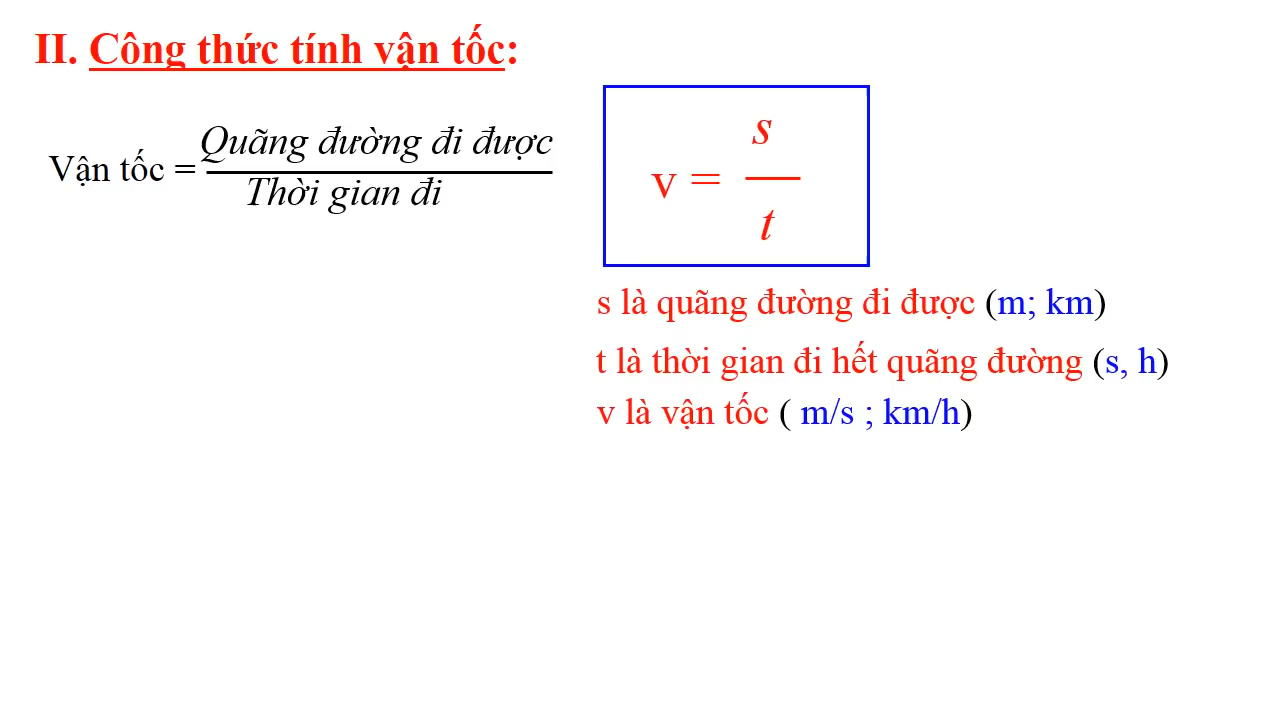 II. Công thức tính vận tốc:
Vận tốc = Quãng đường đi được
Thời gian đi
v = s
t
s là quãng đường đi được (m; km)
t là thời gian đi hết quãng đường (s, h)
v là vận tốc ( m/s ; km/h)